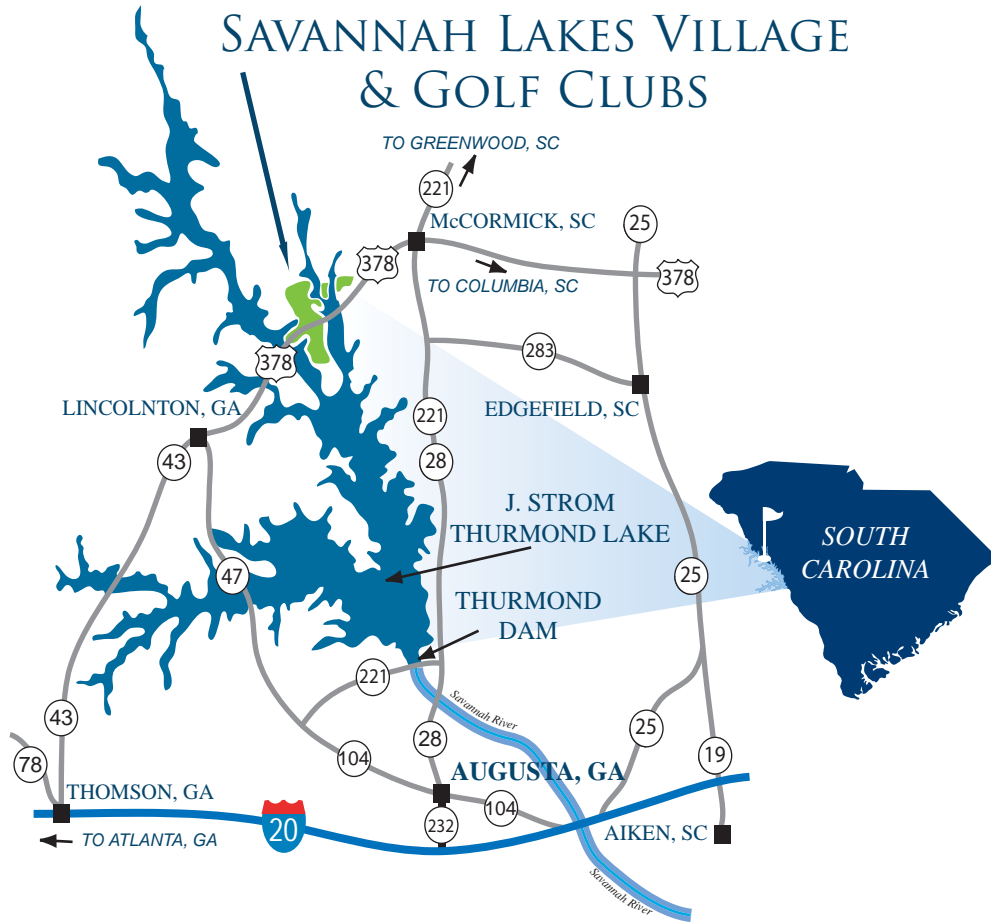 SAVANNAH LAKES VILLAGE
& GOLF CLUBS
TO GREENWOOD, SC
221
McCORMICK, SC
25
378
378
TO COLUMBIA, SC
283
378
LINCOLNTON, GA
EDGEFIELD, SC
221
43
28
J. STROM
THURMOND LAKE
SOUTH
CAROLINA
47
25
THURMOND
DAM
221
Savannah River
43
25
28
78
104
19
AUGUSTA, GA
THOMSON, GA
104
20
232
AIKEN, SC
TO ATLANTA, GA
Savannah River